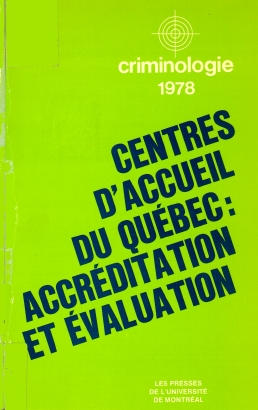 criminologie
1978
CENTRES
D'ACCUEIL
DU QUÉBEC :
ACCRÉDITATION
ET ÉVALUATION
LES PRESSES
DE L'UNIVERSITÉ
DE MONTRÉAL